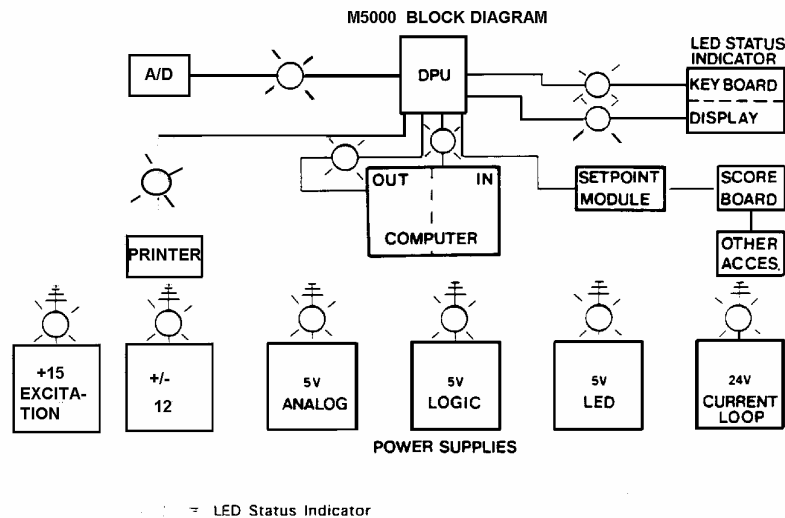 M5000 BLOCK DIAGRAM
A/D
DPU
LED STATUS
INDICATOR
KEY BOARD
DISPLAY
OUT
IN
COMPUTER
SETPOINT
MODULE
SCORE
BOARD
PRINTER
OTHER
ACCES.
+15
EXCITA-
TION
+/-
12
5V
ANALOG
5V
LOGIC
5V
LED
24V
CURRENT
LOOP
POWER SUPPLIES
= LED Status Indicator